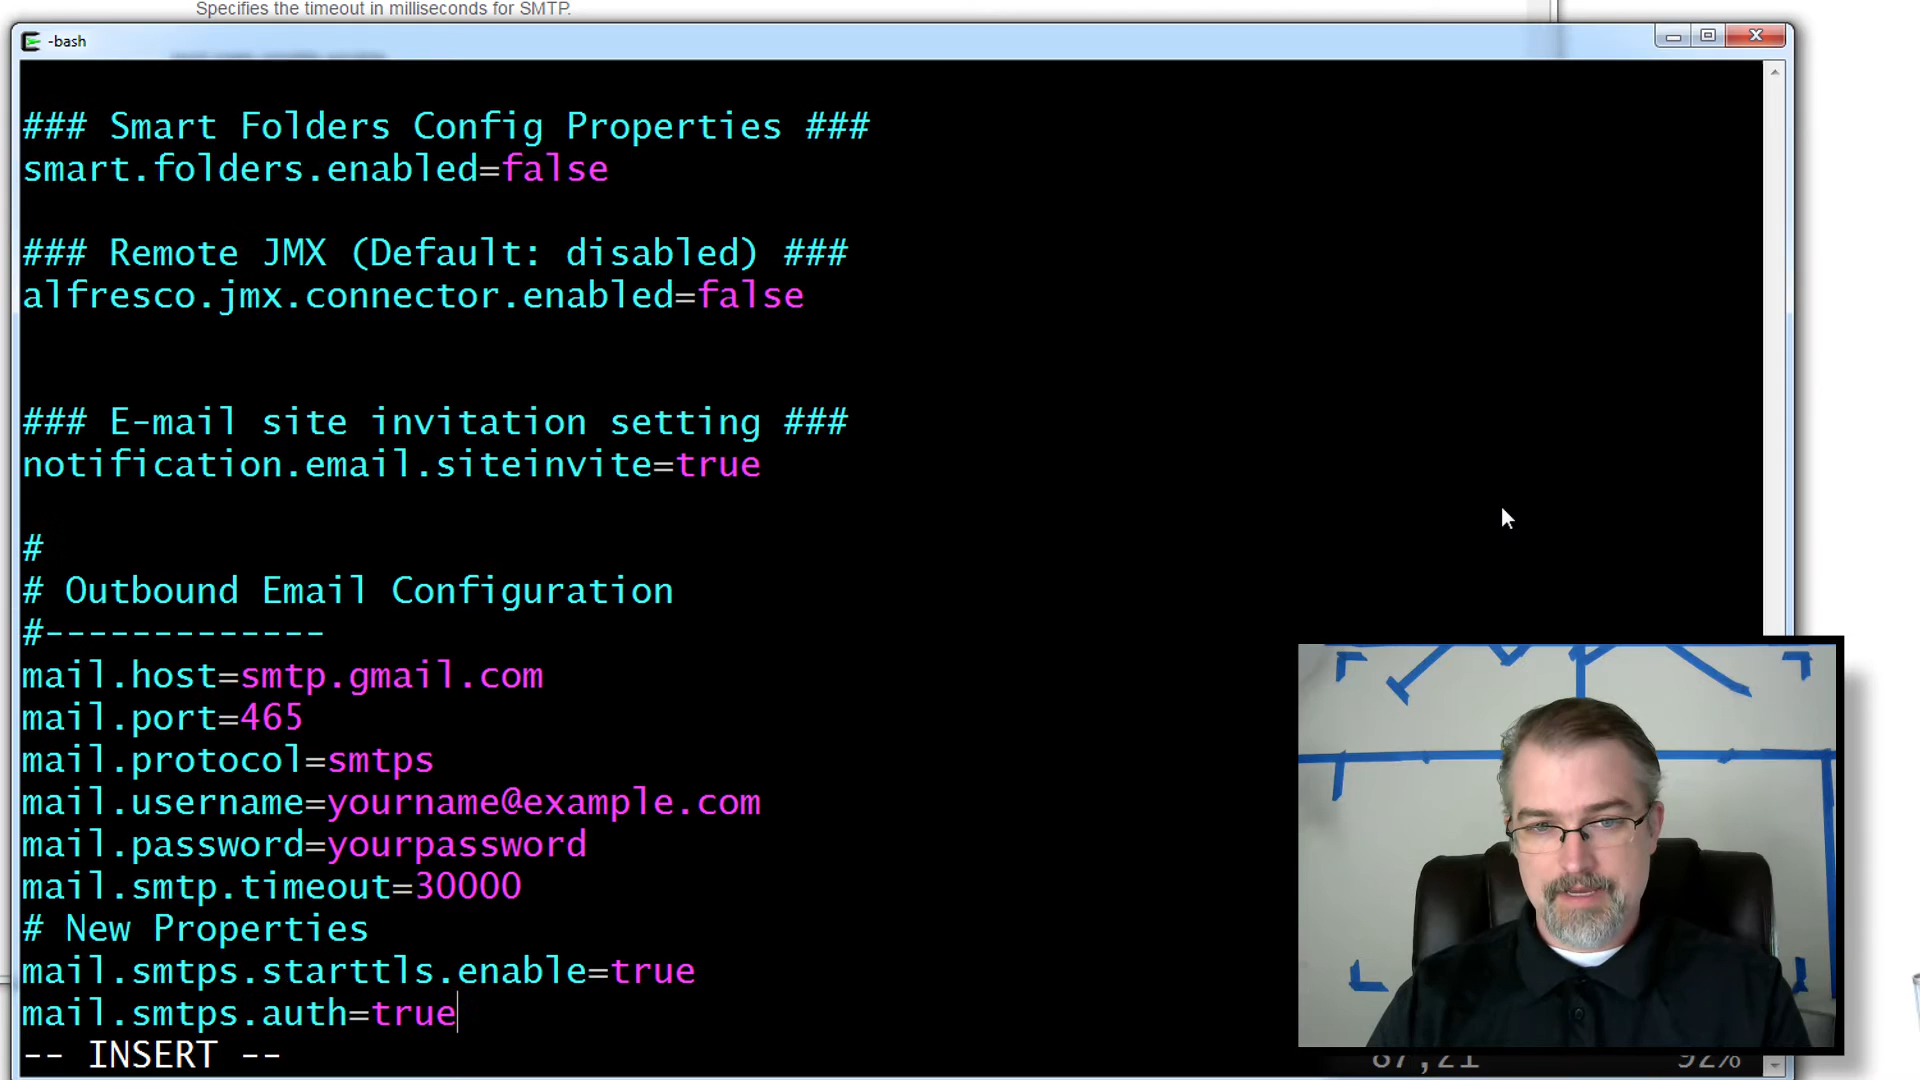 Specifies the timeout in milliseconds for SMTP.
-bash
### Smart Folders Config Properties ###
smart.folders.enabled=false
### Remote JMX (Default: disabled) ###
alfresco.jmx.connector.enabled=false
### E-mail site invitation setting ###
notification.email.siteinvite=true
#
# Outbound Email Configuration
#-------------
mail.host=smtp.gmail.com
mail.port=465
mail.protocol=smtps
mail.username=yourname@example.com
mail.password=yourpassword
mail.smtp.timeout=30000
# New Properties
mail.smtps.starttls.enable=true
mail.smtps.auth=true
-- INSERT -- 87,21 92%